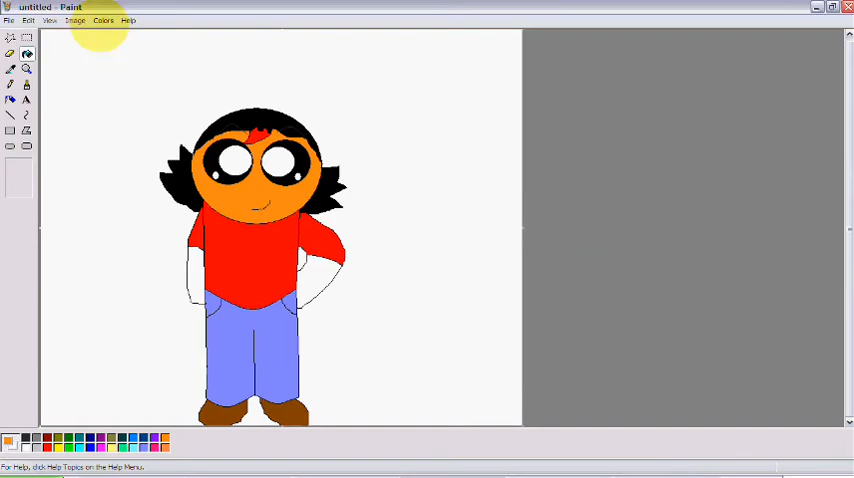 untitled - Paint
File Edit View Image Colors Help
A
For Help, click Help Topics on the Help Menu.